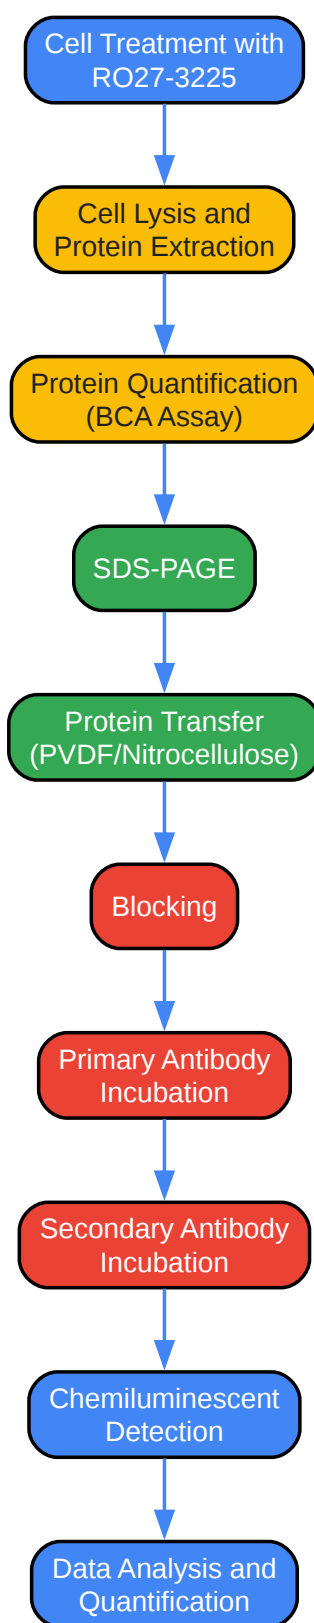 Cell Treatment with
RO27-3225
Cell Lysis and
Protein Extraction
Protein Quantification
(BCA Assay)
SDS-PAGE
Protein Transfer
(PVDF/Nitrocellulose)
Blocking
Primary Antibody
Incubation
Secondary Antibody
Incubation
Chemiluminescent
Detection
Data Analysis and
Quantification